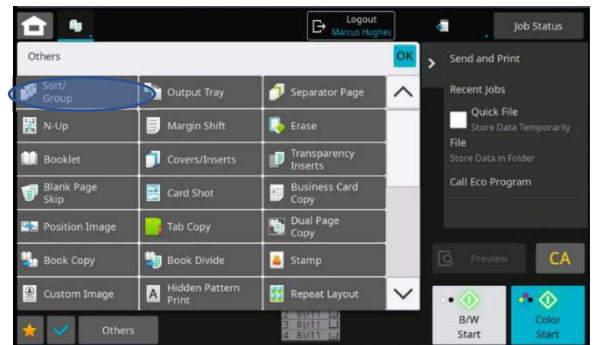 Logout
Marcus Hughes
Job Status
Others
OK
Sort/
Group
Output Tray
Separator Page
N-Up
Margin Shift
Erase
Booklet
Covers/Inserts
Transparency
Inserts
Blank Page
Skip
Card Shot
Business Card
Copy
Position Image
Tab Copy
Dual Page
Copy
Book Copy
Book Divide
Stamp
Custom Image
Hidden Pattern
Print
Repeat Layout
Send and Print
Recent Jobs
Quick File
Store Data Temporarily
File
Store Data in Folder
Call Eco Program
Preview
CA
B/W
Start
Color
Start
Others